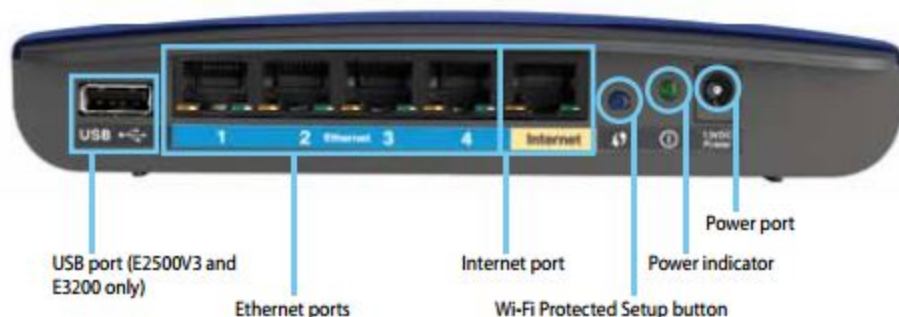 USB
1
2
Ethernet
3
4
Internet
12VDC
Power
Power port
USB port (E2500V3 and
E3200 only)
Internet port
Power indicator
Ethernet ports
Wi-Fi Protected Setup button